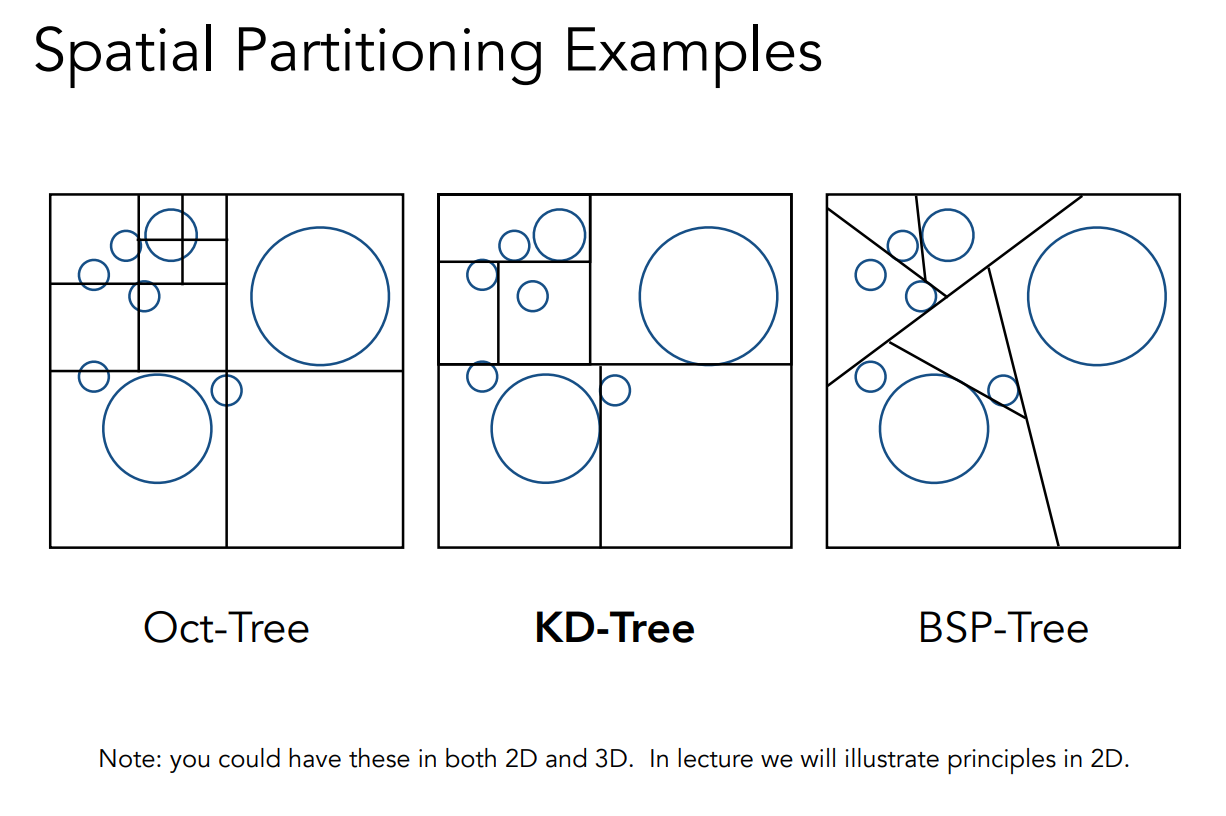 Spatial Partitioning Examples
Oct-Tree
KD-Tree
BSP-Tree
Note: you could have these in both 2D and 3D.  In lecture we will illustrate principles in 2D.